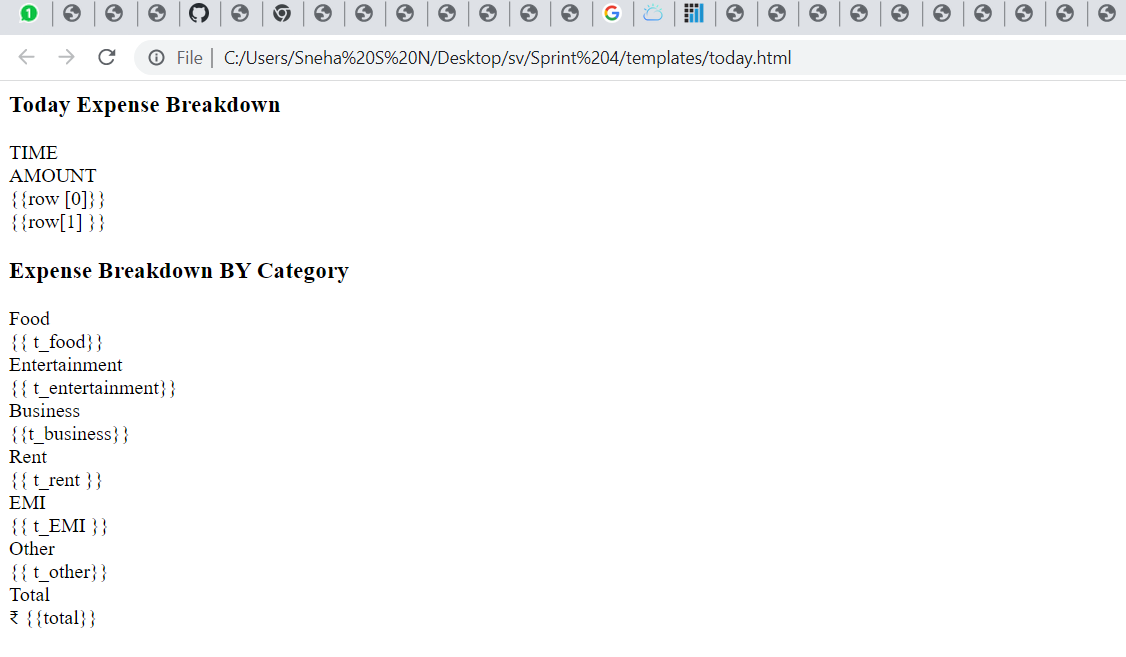 1
File | C:/Users/Sneha%20S%20N/Desktop/sv/Sprint%204/templates/today.html
Today Expense Breakdown
TIME
AMOUNT
{{row [0]}}
{{row[1] }}
Expense Breakdown BY Category
Food
{{ t_food}}
Entertainment
{{ t_entertainment}}
Business
{{t_business}}
Rent
{{ t_rent }}
EMI
{{ t_EMI }}
Other
{{ t_other}}
Total
₹ {{total}}